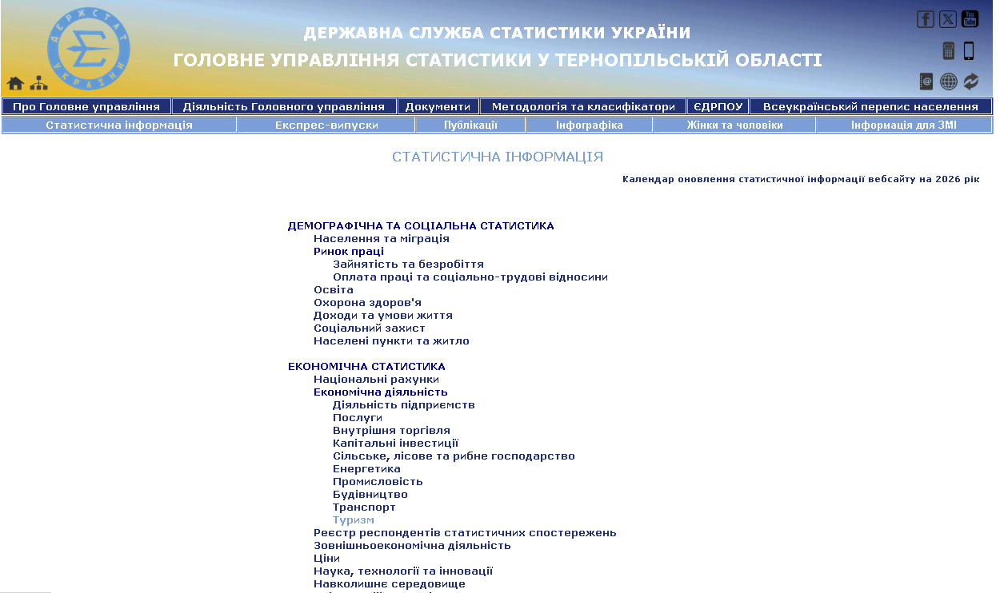 ДЕРЖСТАТ УКРАЇНИ
ДЕРЖАВНА СЛУЖБА СТАТИСТИКИ УКРАЇНИ
ГОЛОВНЕ УПРАВЛІННЯ СТАТИСТИКИ У ТЕРНОПІЛЬСЬКІЙ ОБЛАСТІ
You Tube
Про Головне управління Діяльність Головного управління Документи Методологія та класифікатори ЄДРПОУ Всеукраїнський перепис населення
Статистична інформація Експрес-випуски Публікації Інфографіка Жінки та чоловіки Інформація для ЗМІ
СТАТИСТИЧНА ІНФОРМАЦІЯ
Календар оновлення статистичної інформації вебсайту на 2026 рік
ДЕМОГРАФІЧНА ТА СОЦІАЛЬНА СТАТИСТИКА
Населення та міграція
Ринок праці
Зайнятість та безробіття
Оплата праці та соціально-трудові відносини
Освіта
Охорона здоров'я
Доходи та умови життя
Соціальний захист
Населені пункти та житло
ЕКОНОМІЧНА СТАТИСТИКА
Національні рахунки
Економічна діяльність
Діяльність підприємств
Послуги
Внутрішня торгівля
Капітальні інвестиції
Сільське, лісове та рибне господарство
Енергетика
Промисловість
Будівництво
Транспорт
Туризм
Реєстр респондентів статистичних спостережень
Зовнішньоекономічна діяльність
Ціни
Наука, технології та інновації
Навколишнє середовище